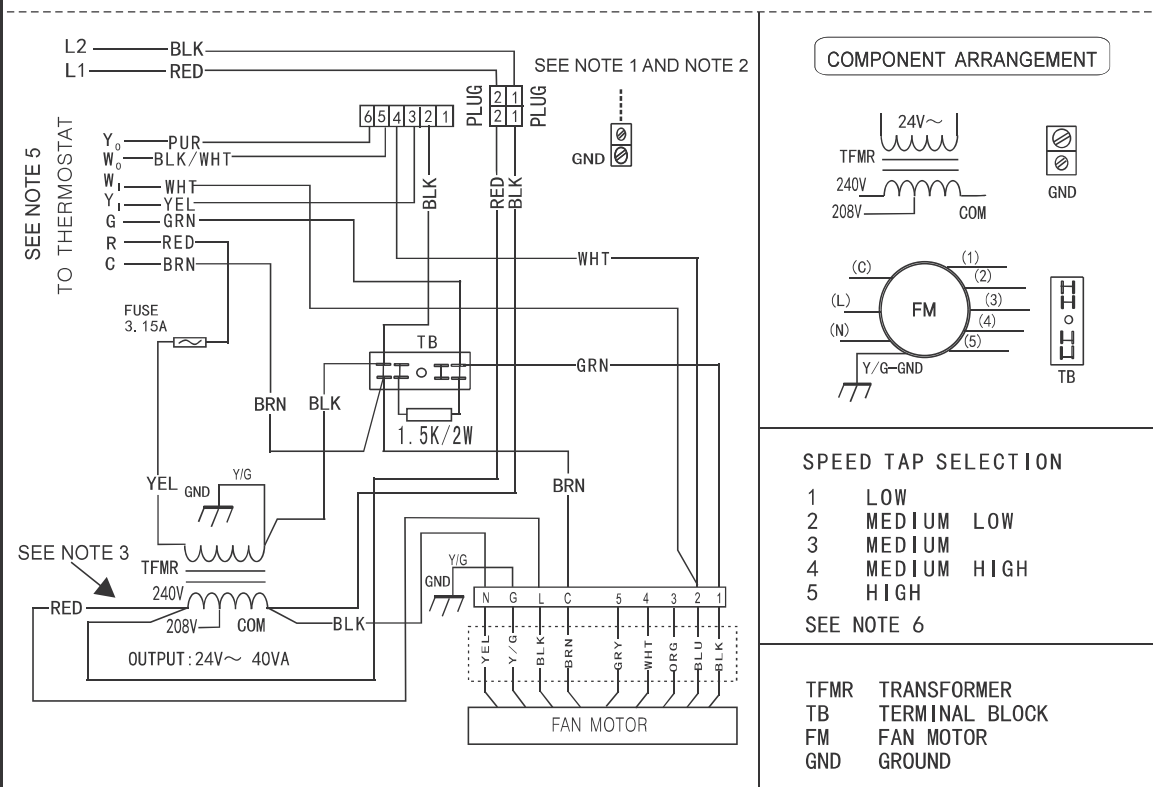 L2 BLK
L1 RED
SEE NOTE 1 AND NOTE 2
PLUG 2 1 PLUG
2 1
6 5 4 3 2 1
GND
SEE NOTE 5
TO THERMOSTAT
Y₀ PUR
W₀ BLK/WHT
W₁ WHT
Y₁ YEL
G GRN
R RED
C BRN
BLK
RED
BLK
WHT
FUSE
3.15A
TB
GRN
BRN
BLK
1.5K/2W
BRN
YEL
GND
Y/G
SEE NOTE 3
TFMR
240V
RED
208V
COM
BLK
OUTPUT:24V~ 40VA
Y/G
GND
N G L C 5 4 3 2 1
YEL Y/G BLK BRN GRY WHT ORG BLU BLK
FAN MOTOR
COMPONENT ARRANGEMENT
24V~
TFMR
240V
208V
COM
GND
(C)
(L)
(N)
FM
(1)
(2)
(3)
(4)
(5)
Y/G-GND
TB
SPEED TAP SELECTION
1 LOW
2 MEDIUM LOW
3 MEDIUM
4 MEDIUM HIGH
5 HIGH
SEE NOTE 6
TFMR TRANSFORMER
TB TERMINAL BLOCK
FM FAN MOTOR
GND GROUND